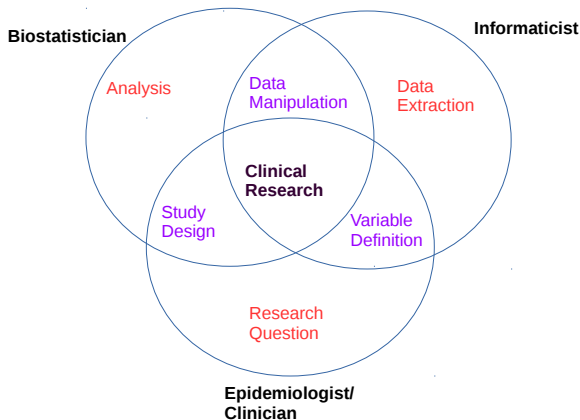 Biostatistician
Informaticist
Analysis
Data
Manipulation
Data
Extraction
Clinical
Research
Study
Design
Variable
Definition
Research
Question
Epidemiologist/
Clinician